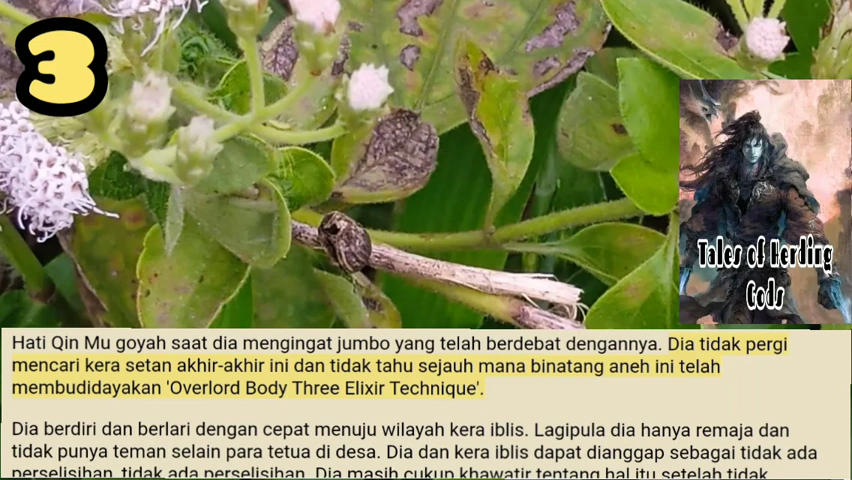 3
Tales of Herding
Gods
Hati Qin Mu goyah saat dia mengingat jumbo yang telah berdebat dengannya. Dia tidak pergi
mencari kera setan akhir-akhir ini dan tidak tahu sejauh mana binatang aneh ini telah
membudidayakan 'Overlord Body Three Elixir Technique'.
Dia berdiri dan berlari dengan cepat menuju wilayah kera iblis. Lagipula dia hanya remaja dan
tidak punya teman selain para tetua di desa. Dia dan kera iblis dapat dianggap sebagai tidak ada
perselisihan, tidak ada perselisihan. Dia masih cukup khawatir tentang hal itu setelah tidak